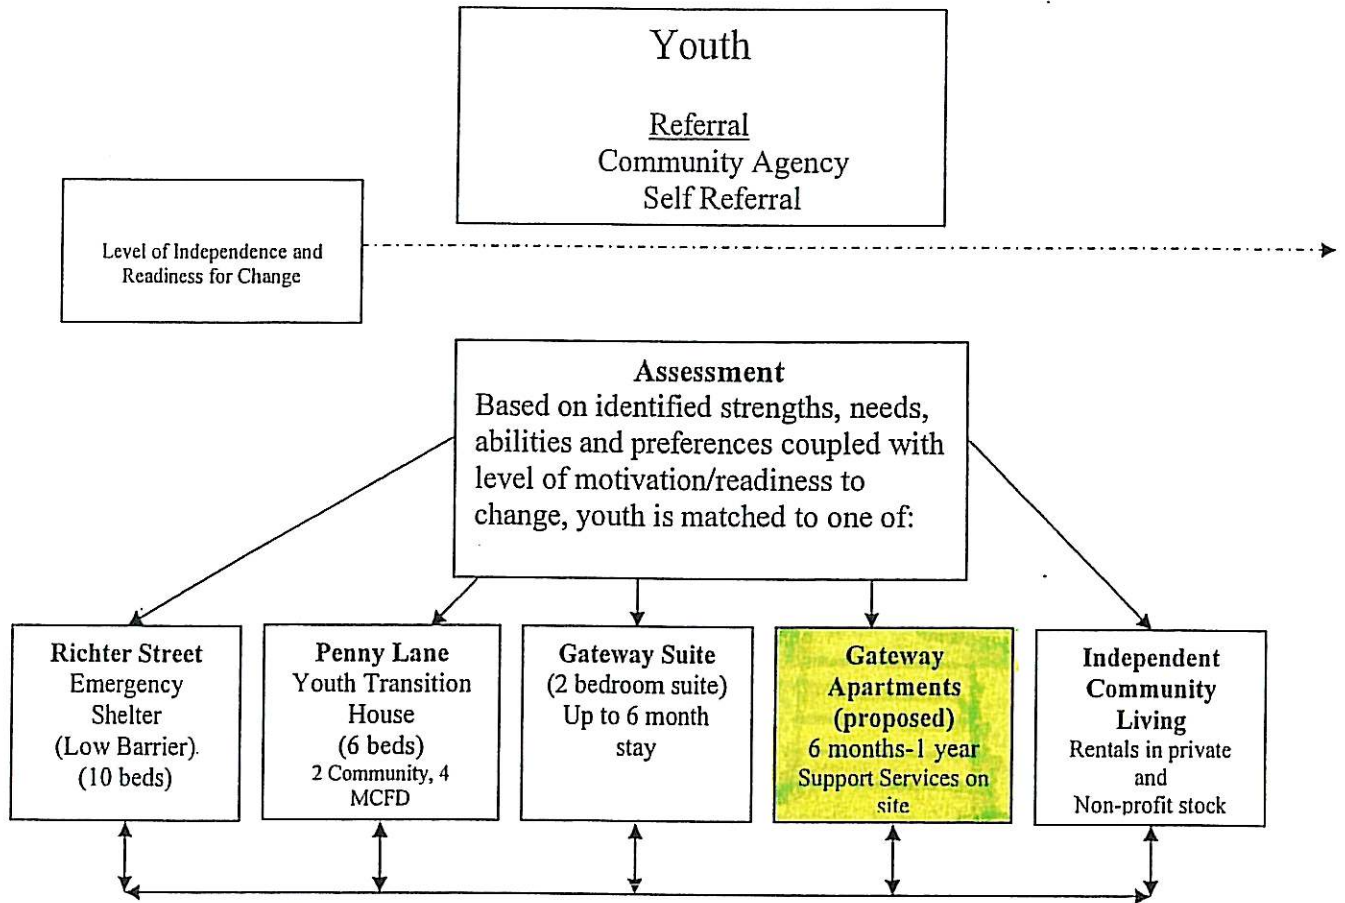 Youth
Referral
Community Agency
Self Referral
Level of Independence and
Readiness for Change
Assessment
Based on identified strengths, needs,
abilities and preferences coupled with
level of motivation/readiness to
change, youth is matched to one of:
Richter Street
Emergency
Shelter
(Low Barrier).
(10 beds)
Penny Lane
Youth Transition
House
(6 beds)
2 Community, 4
MCFD
Gateway Suite
(2 bedroom suite)
Up to 6 month
stay
Gateway
Apartments
(proposed)
6 months-1 year
Support Services on
site
Independent
Community
Living
Rentals in private
and
Non-profit stock